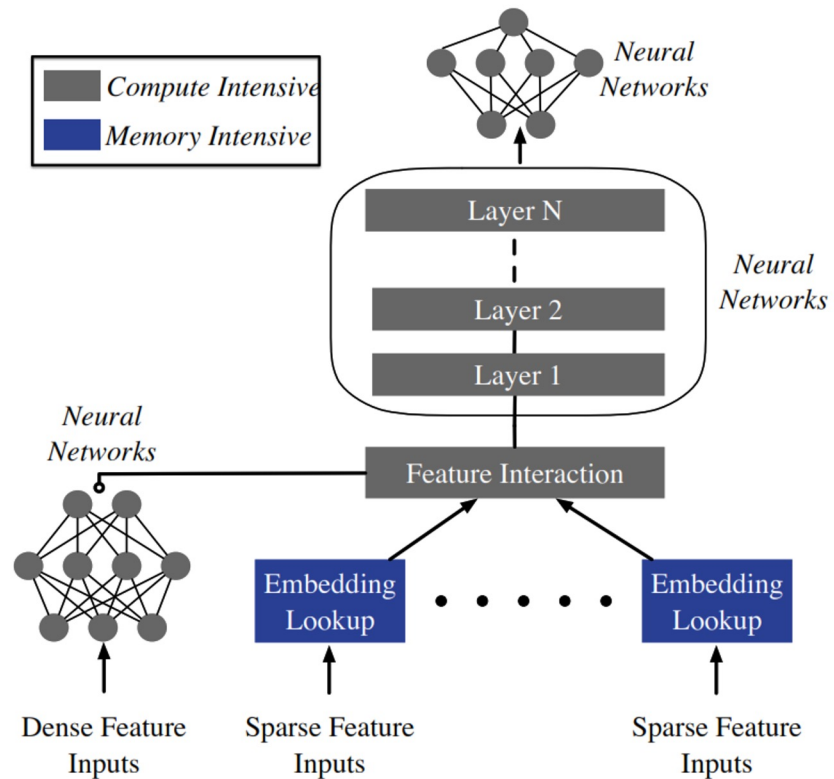 Compute Intensive
Memory Intensive
Neural
Networks
Layer N
Neural
Networks
Layer 2
Layer 1
Neural
Networks
Feature Interaction
Embedding
Lookup
Embedding
Lookup
Dense Feature
Inputs
Sparse Feature
Inputs
Sparse Feature
Inputs